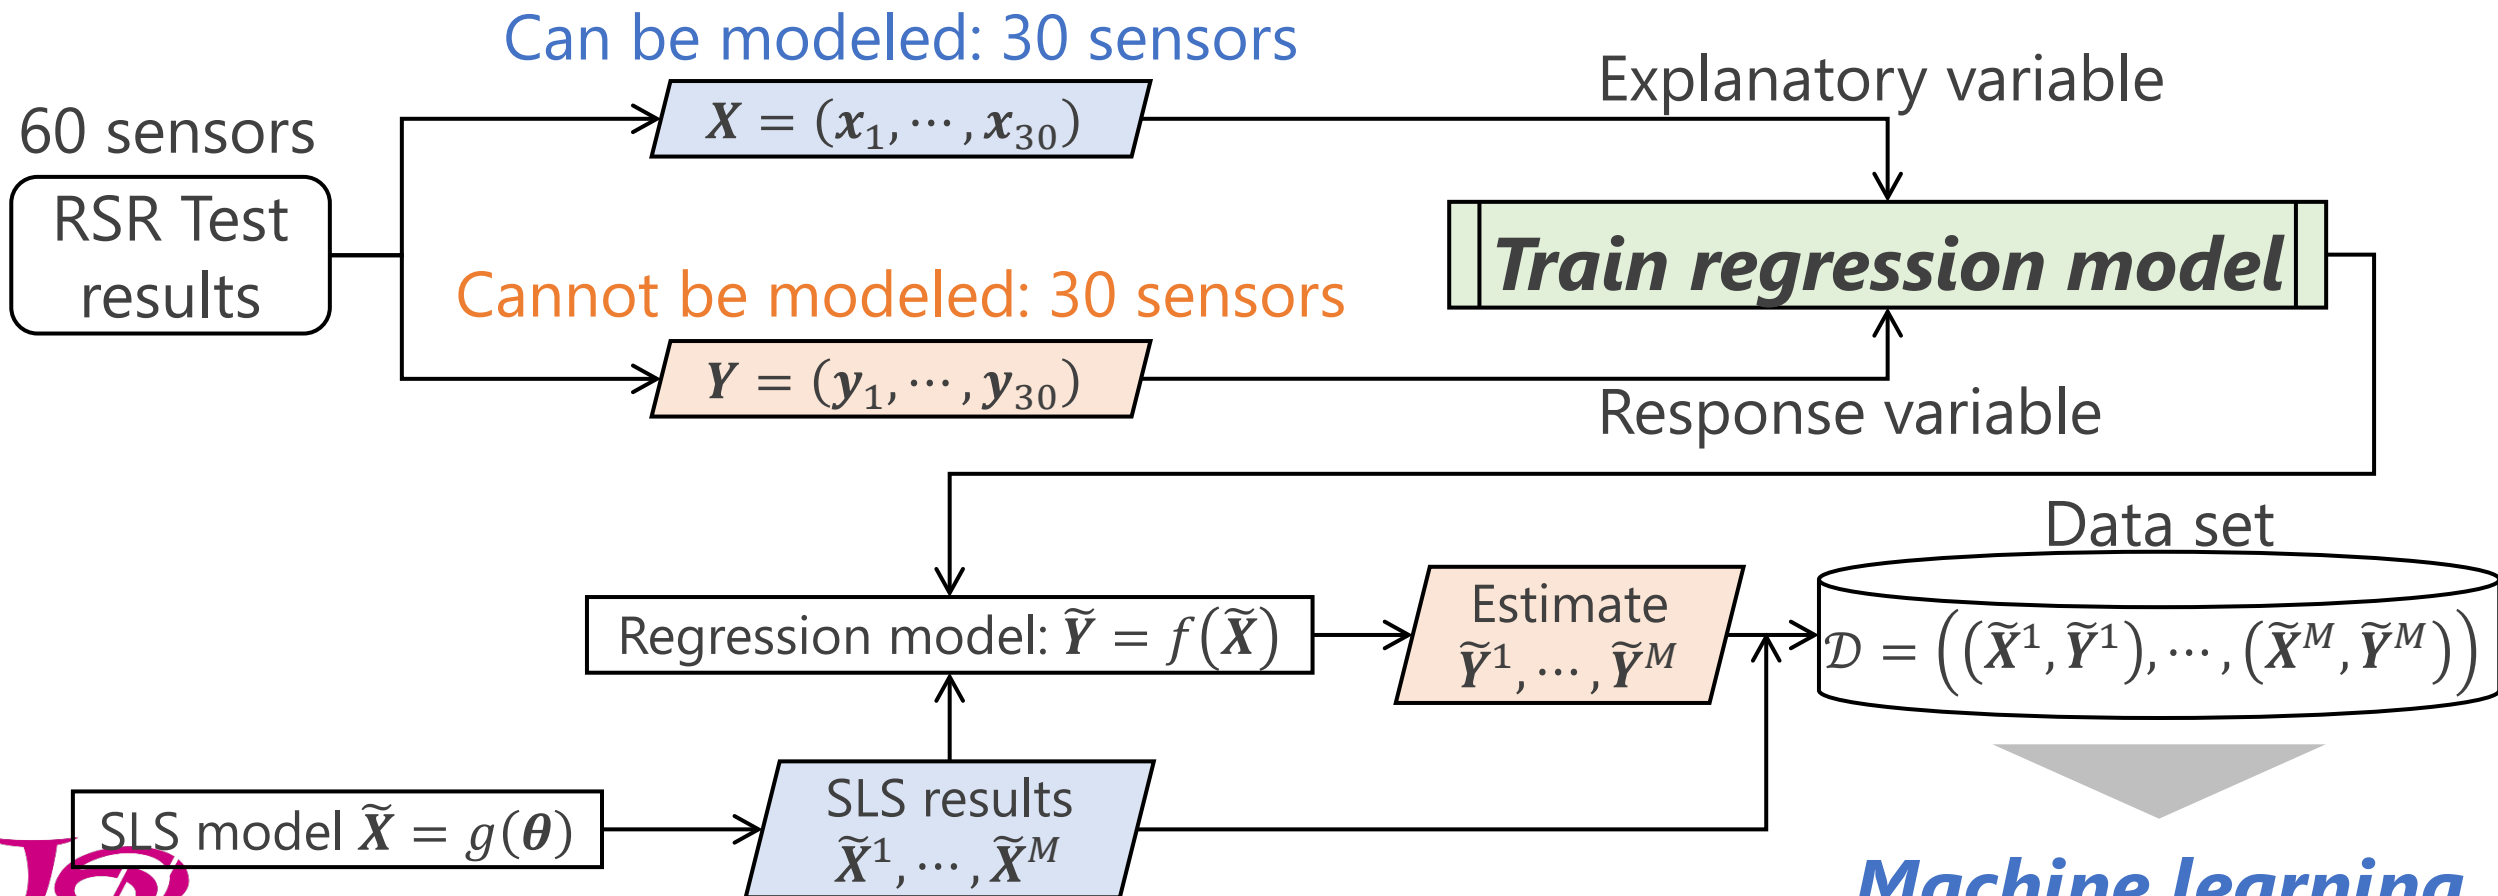 Can be modeled: 30 sensors
Explanatory variable
60 sensors
X = (x₁, ⋯, x₃₀)
RSR Test
results
Train regression model
Cannot be modeled: 30 sensors
Y = (y₁, ⋯, y₃₀)
Response variable
Data set
Regression model: Ỹ = f(X̃)
Estimate
Ỹ¹, ⋯, Ỹᴹ
𝒟 = ((X̃¹, Ỹ¹), ⋯, (X̃ᴹ, Ỹᴹ))
SLS model X̃ = g(θ)
SLS results
X̃¹, ⋯, X̃ᴹ
Machine learning